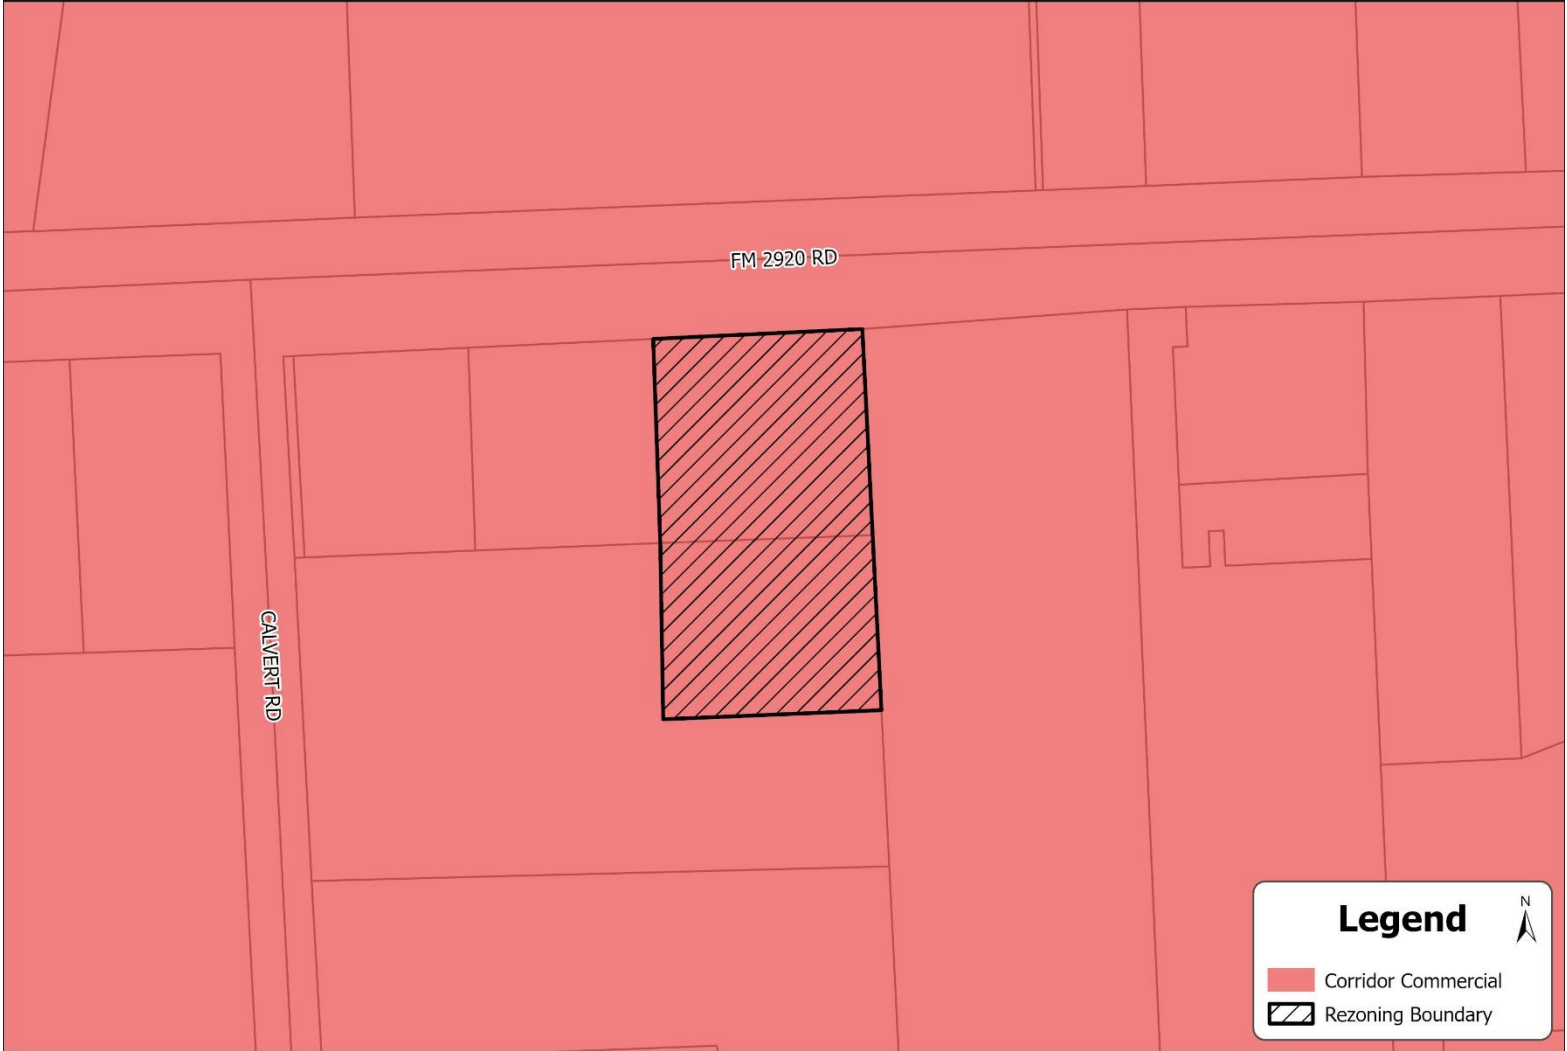 FM 2920 RD
CALVERT RD
Legend
N
Corridor Commercial
Rezoning Boundary